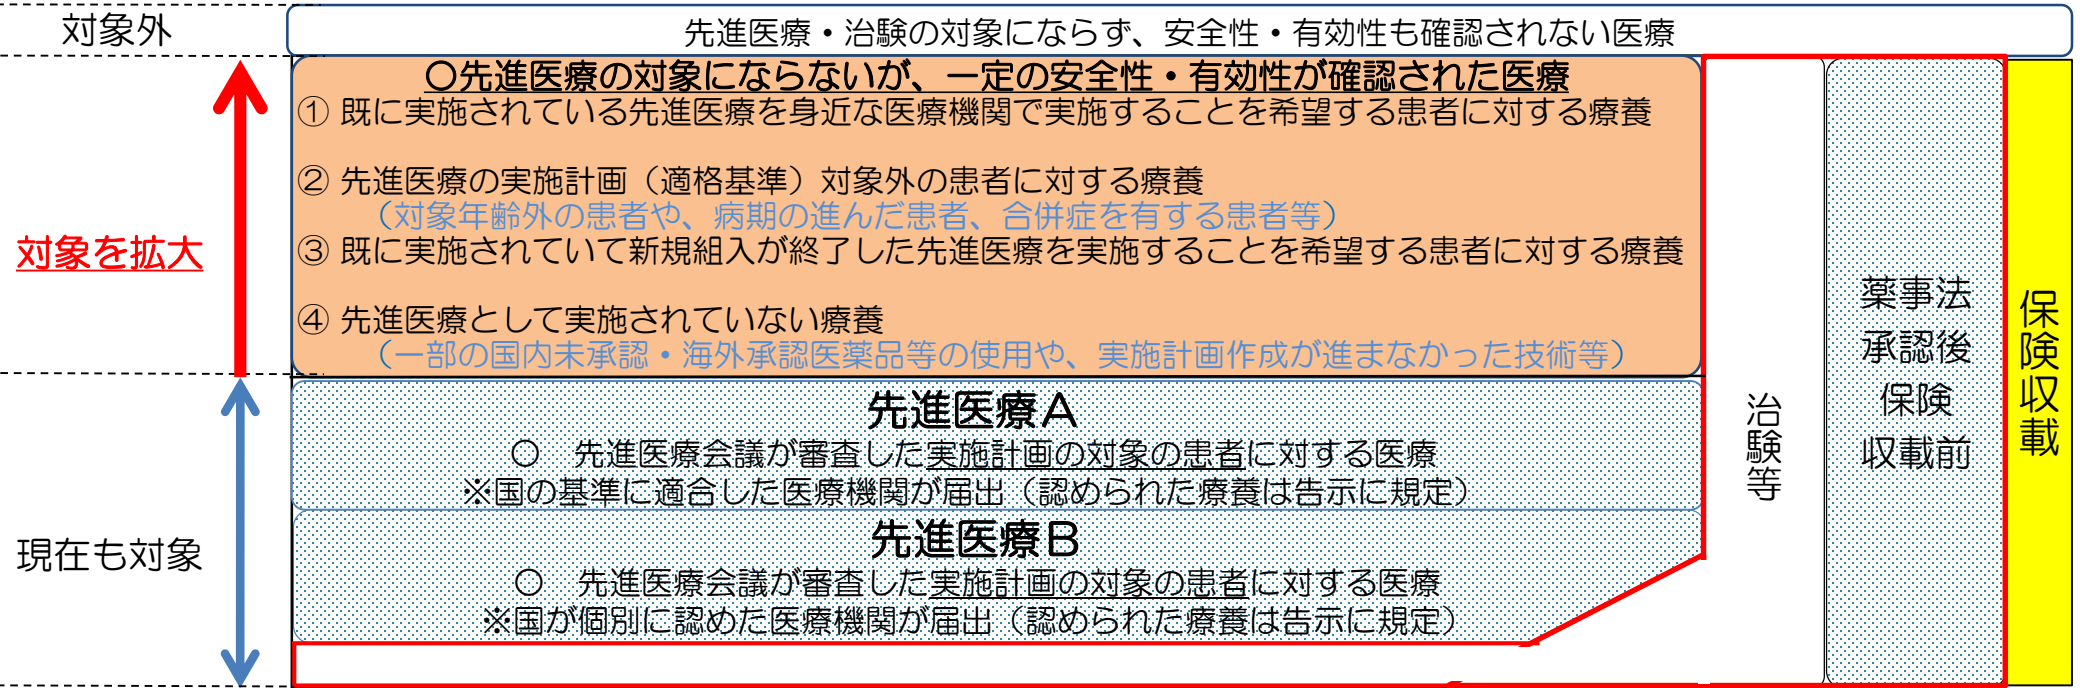 対象外
先進医療・治験の対象にならず、安全性・有効性も確認されない医療
対象を拡大
〇先進医療の対象にならないが、一定の安全性・有効性が確認された医療
① 既に実施されている先進医療を身近な医療機関で実施することを希望する患者に対する療養
② 先進医療の実施計画（適格基準）対象外の患者に対する療養
（対象年齢外の患者や、病期の進んだ患者、合併症を有する患者等）
③ 既に実施されていて新規組入が終了した先進医療を実施することを希望する患者に対する療養
④ 先進医療として実施されていない療養
（一部の国内未承認・海外承認医薬品等の使用や、実施計画作成が進まなかった技術等）
現在も対象
先進医療Ａ
〇　先進医療会議が審査した実施計画の対象の患者に対する医療
※国の基準に適合した医療機関が届出（認められた療養は告示に規定）
先進医療Ｂ
〇　先進医療会議が審査した実施計画の対象の患者に対する医療
※国が個別に認めた医療機関が届出（認められた療養は告示に規定）
治験等
薬事法
承認後
保険
収載前
保険収載